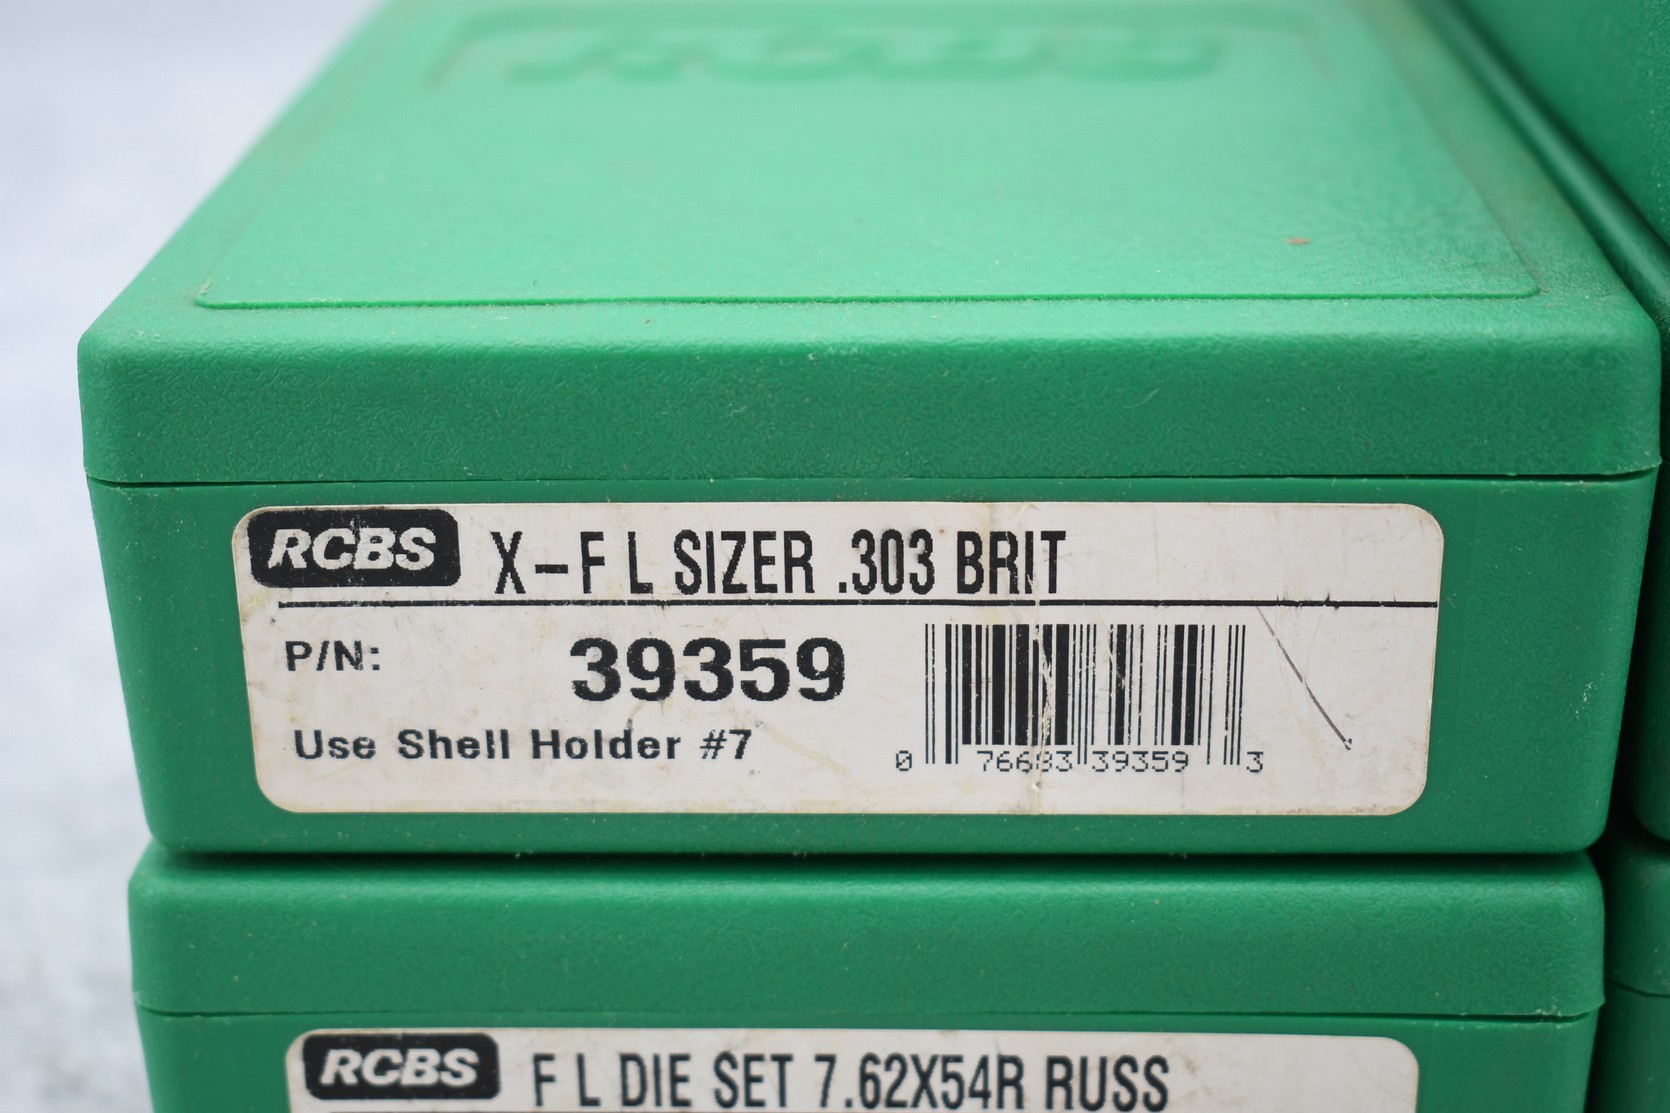 RCBS
RCBS X-F L SIZER .303 BRIT
P/N: 39359
Use Shell Holder #7
0 76683 39359 3
RCBS F L DIE SET 7.62X54R RUSS